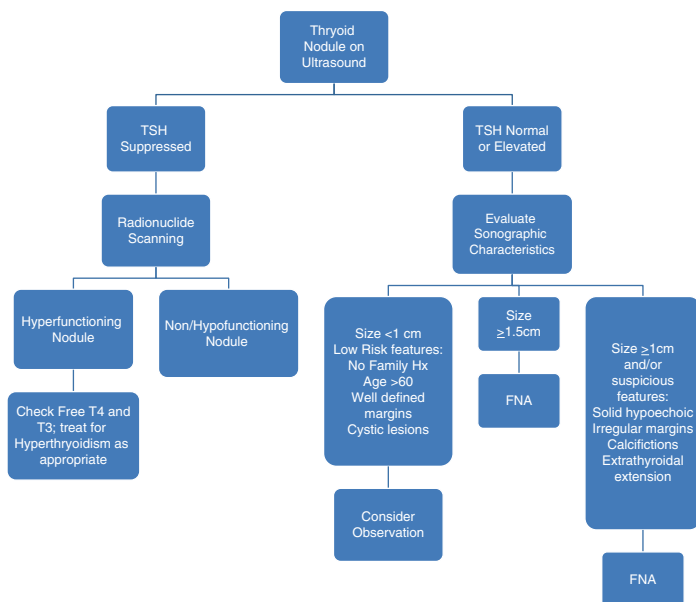 Thryoid
Nodule on
Ultrasound
TSH
Suppressed
TSH Normal
or Elevated
Radionuclide
Scanning
Evaluate
Sonographic
Characteristics
Hyperfunctioning
Nodule
Non/Hypofunctioning
Nodule
Size <1 cm
Low Risk features:
No Family Hx
Age >60
Well defined
margins
Cystic lesions
Size
≥1.5cm
Size ≥1cm
and/or
suspicious
features:
Solid hypoechoic
Irregular margins
Calcifictions
Extrathyroidal
extension
Check Free T4 and
T3; treat for
Hyperthryoidism as
appropriate
FNA
Consider
Observation
FNA